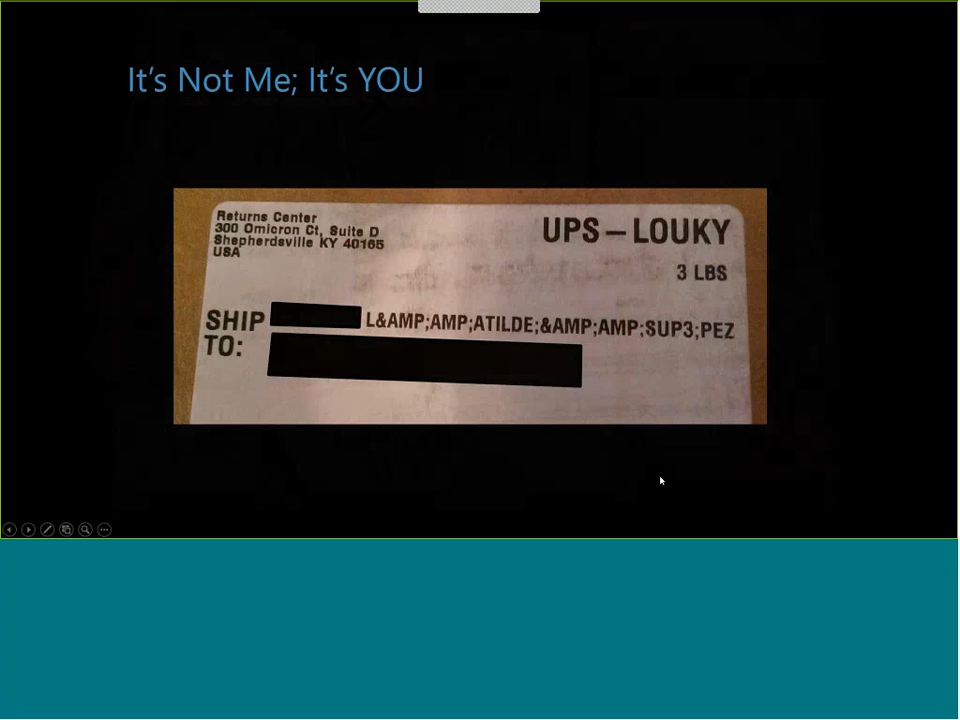 It's Not Me; It's YOU
Returns Center
300 Omicron Ct, Suite D
Shepherdsville KY 40165
USA
UPS – LOUKY
3 LBS
SHIP
TO:
L&AMP;AMP;ATILDE;&AMP;AMP;SUP3;PEZ